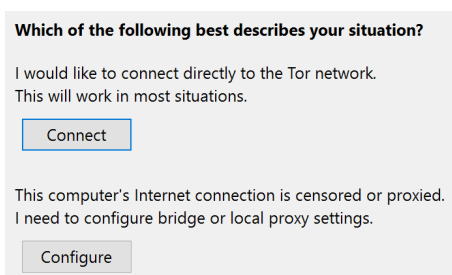 Which of the following best describes your situation?
I would like to connect directly to the Tor network.
This will work in most situations.
Connect
This computer's Internet connection is censored or proxied.
I need to configure bridge or local proxy settings.
Configure